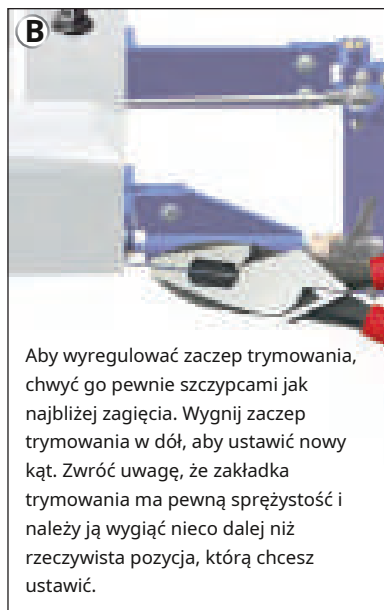 B
Aby wyregulować zaczep trymowania,
chwyć go pewnie szczypcami jak
najbliżej zagięcia. Wygnij zaczep
trymowania w dół, aby ustawić nowy
kąt. Zwróć uwagę, że zakładka
trymowania ma pewną sprężystość i
należy ją wygiąć nieco dalej niż
rzeczywista pozycja, którą chcesz
ustawić.